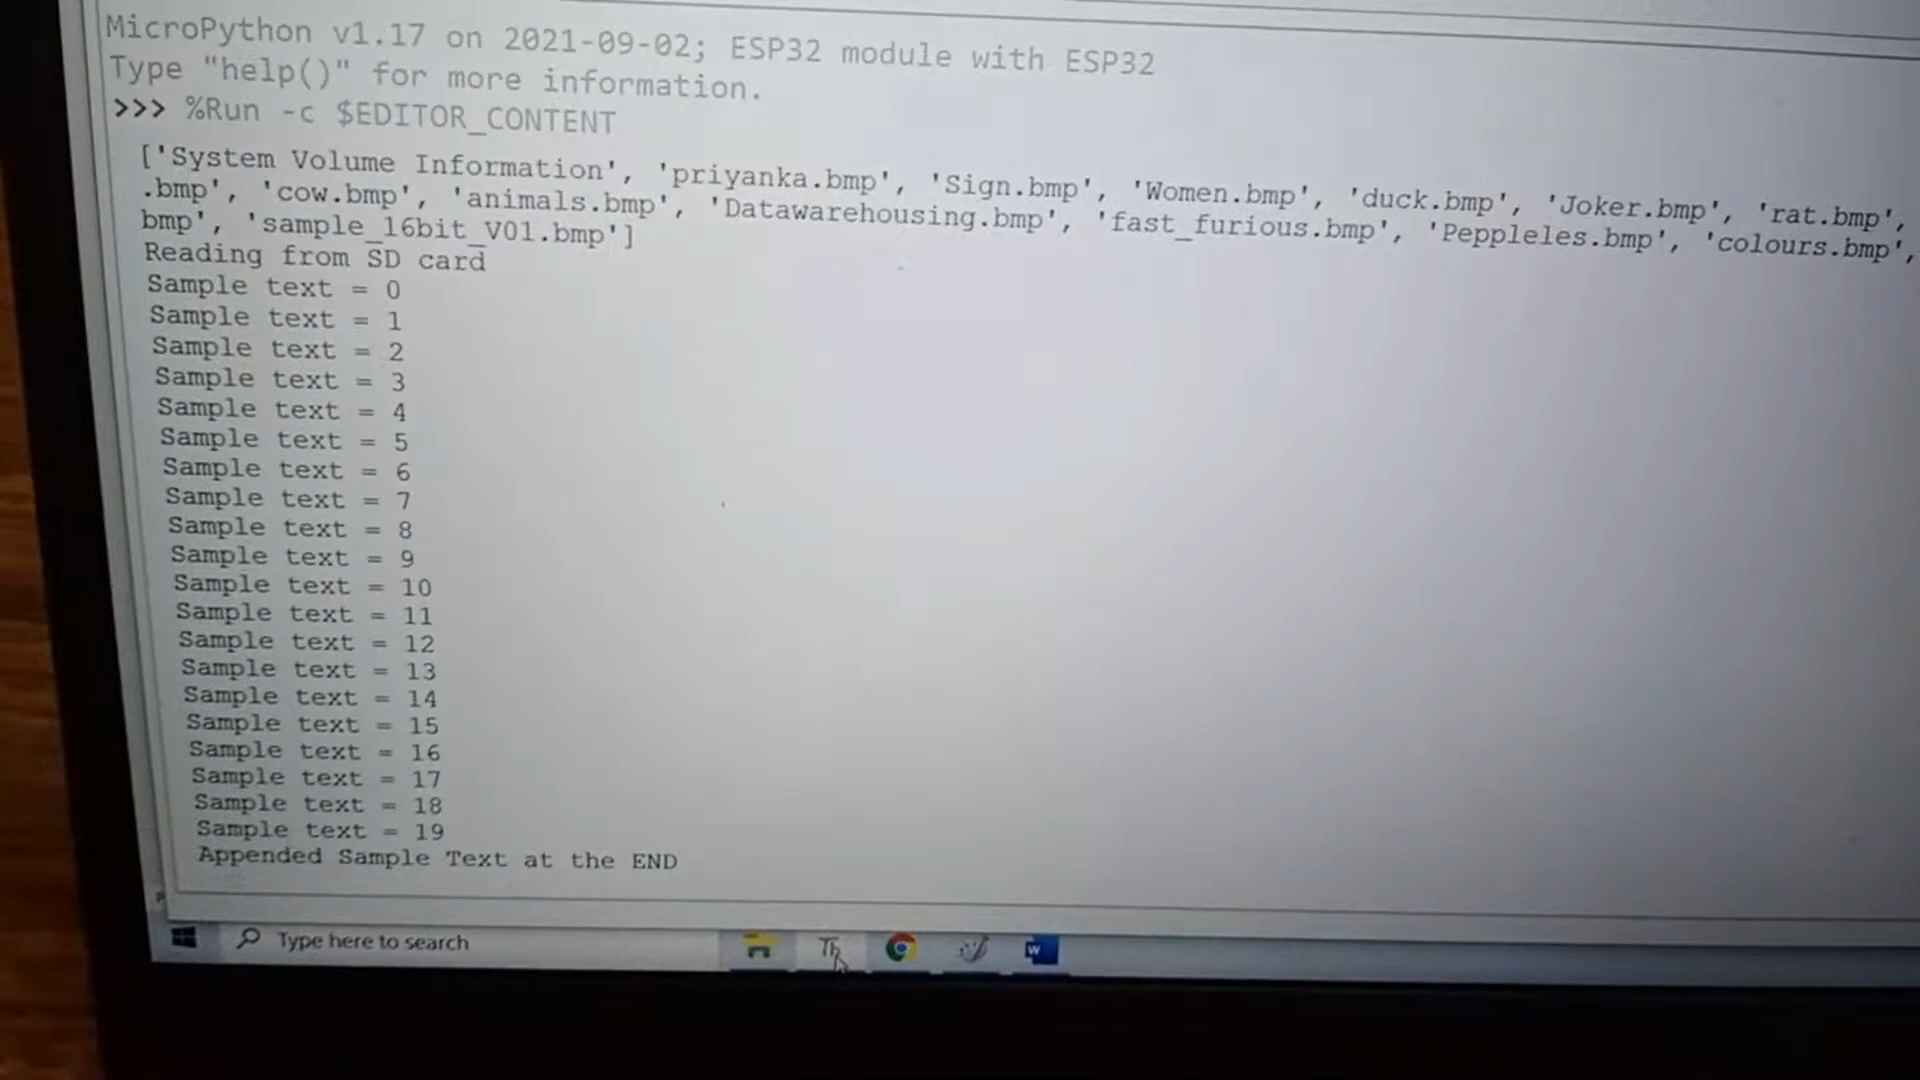 MicroPython v1.17 on 2021-09-02; ESP32 module with ESP32
Type "help()" for more information.
>>> %Run -c $EDITOR_CONTENT
['System Volume Information', 'priyanka.bmp', 'Sign.bmp', 'Women.bmp', 'duck.bmp', 'Joker.bmp', 'rat.bmp',
.bmp', 'cow.bmp', 'animals.bmp', 'Datawarehousing.bmp', 'fast_furious.bmp', 'Peppleles.bmp', 'colours.bmp',
bmp', 'sample_16bit_V01.bmp']
Reading from SD card
Sample text = 0
Sample text = 1
Sample text = 2
Sample text = 3
Sample text = 4
Sample text = 5
Sample text = 6
Sample text = 7
Sample text = 8
Sample text = 9
Sample text = 10
Sample text = 11
Sample text = 12
Sample text = 13
Sample text = 14
Sample text = 15
Sample text = 16
Sample text = 17
Sample text = 18
Sample text = 19
Appended Sample Text at the END
Type here to search
Th
W